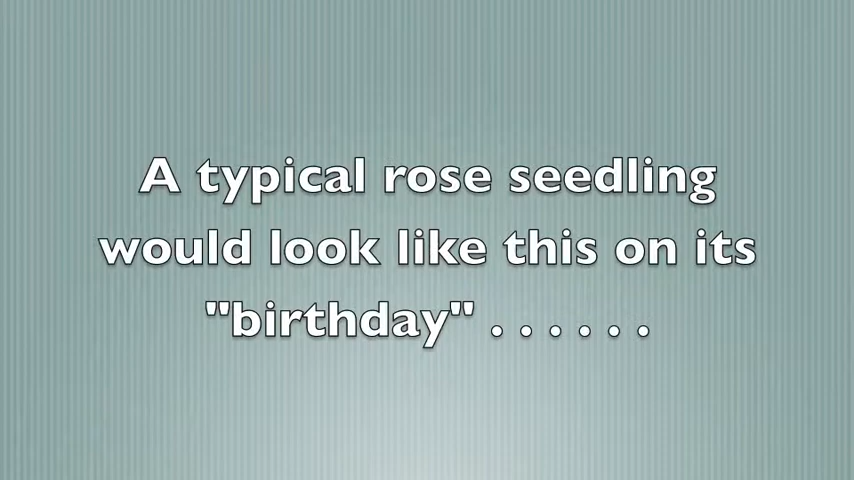 A typical rose seedling
would look like this on its
"birthday" . . . . . .